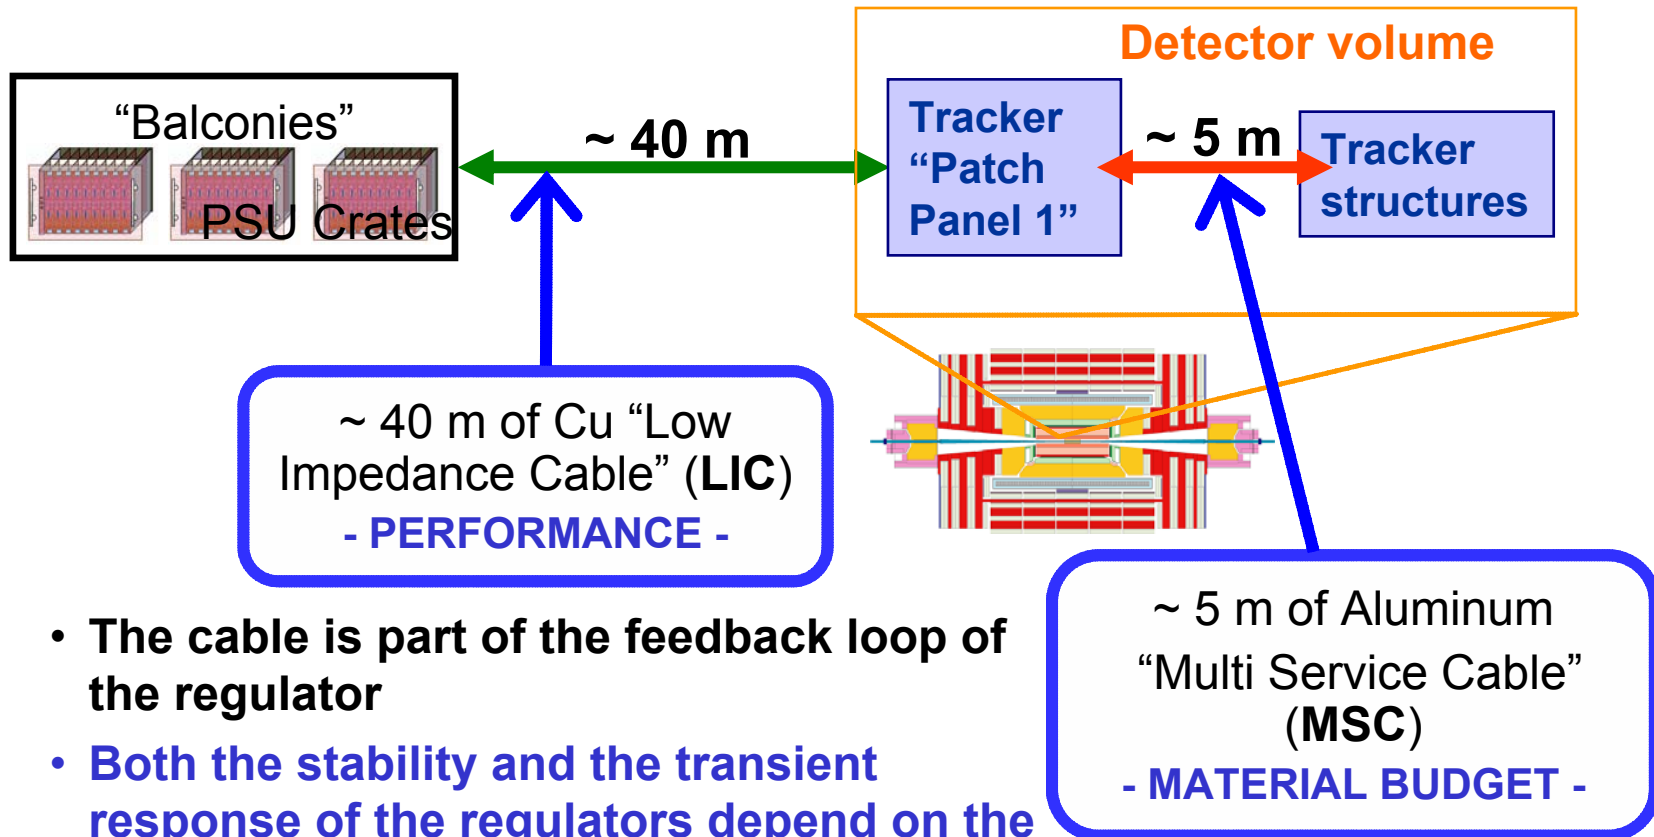 Detector volume
“Balconies”
PSU Crates
~ 40 m
Tracker
“Patch
Panel 1”
~ 5 m
Tracker
structures
~ 40 m of Cu “Low
Impedance Cable” (LIC)
- PERFORMANCE -
• The cable is part of the feedback loop of
the regulator
• Both the stability and the transient
response of the regulators depend on the
~ 5 m of Aluminum
“Multi Service Cable”
(MSC)
- MATERIAL BUDGET -